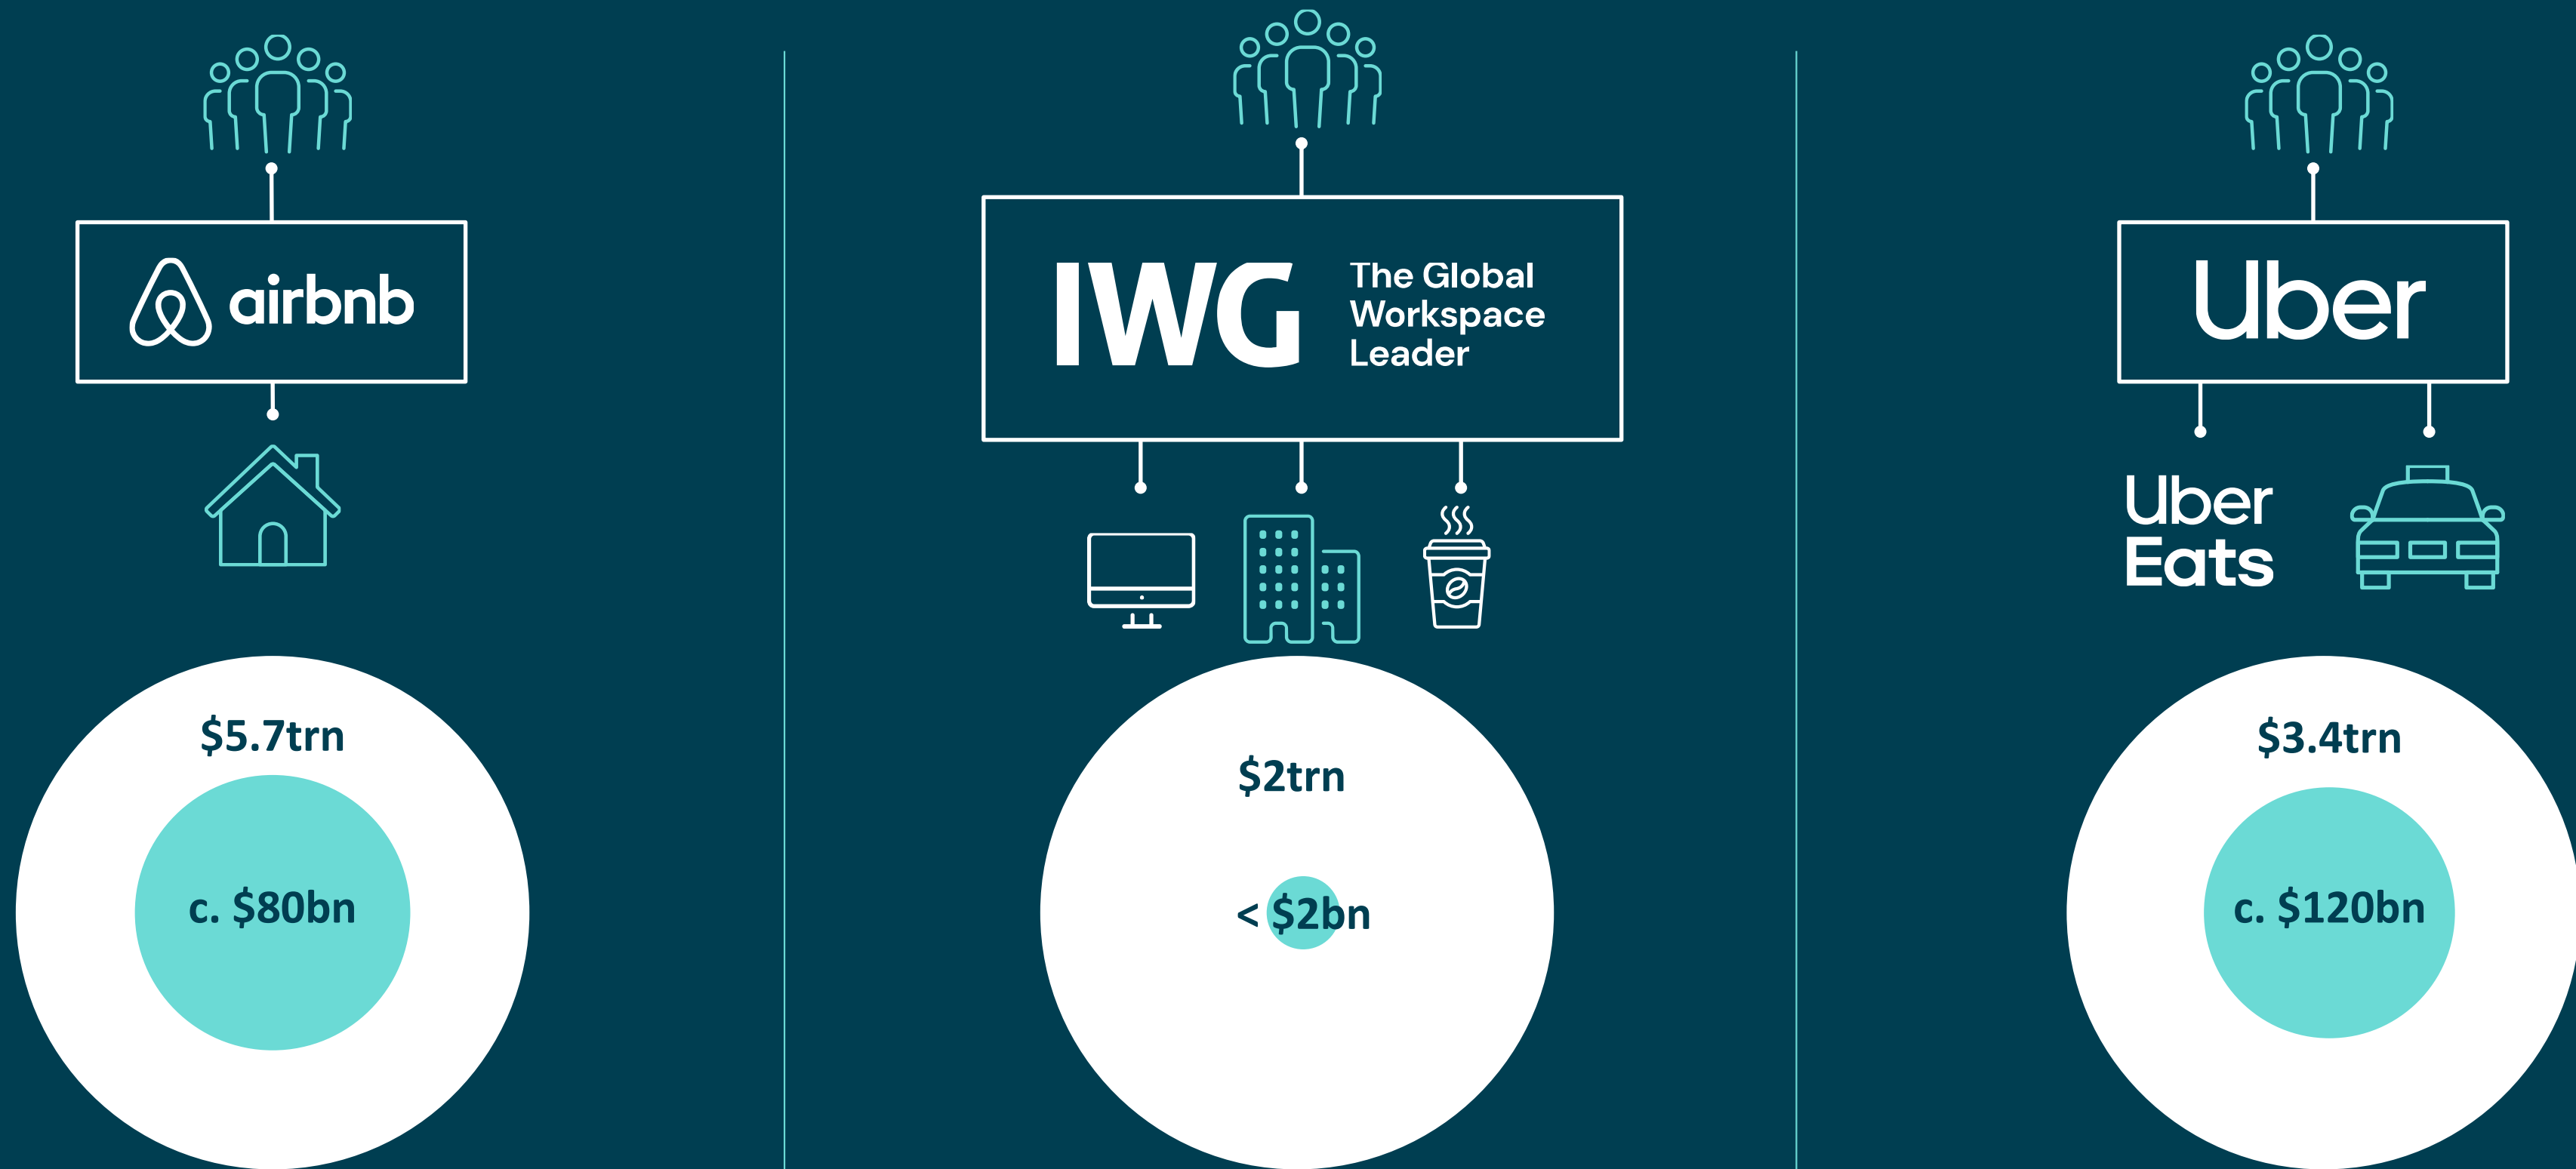 airbnb
$5.7trn
c. $80bn
IWG
The Global
Workspace
Leader
$2trn
< $2bn
Uber
Uber
Eats
$3.4trn
c. $120bn